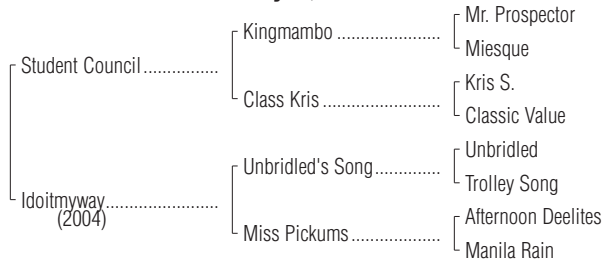 Mr. Prospector
Kingmambo ..................
Miesque
Student Council...............
Kris S.
Class Kris ........................
Classic Value
Unbridled
Unbridled's Song.............
Trolley Song
Idoitmyway......................
(2004)
Afternoon Deelites
Miss Pickums..................
Manila Rain